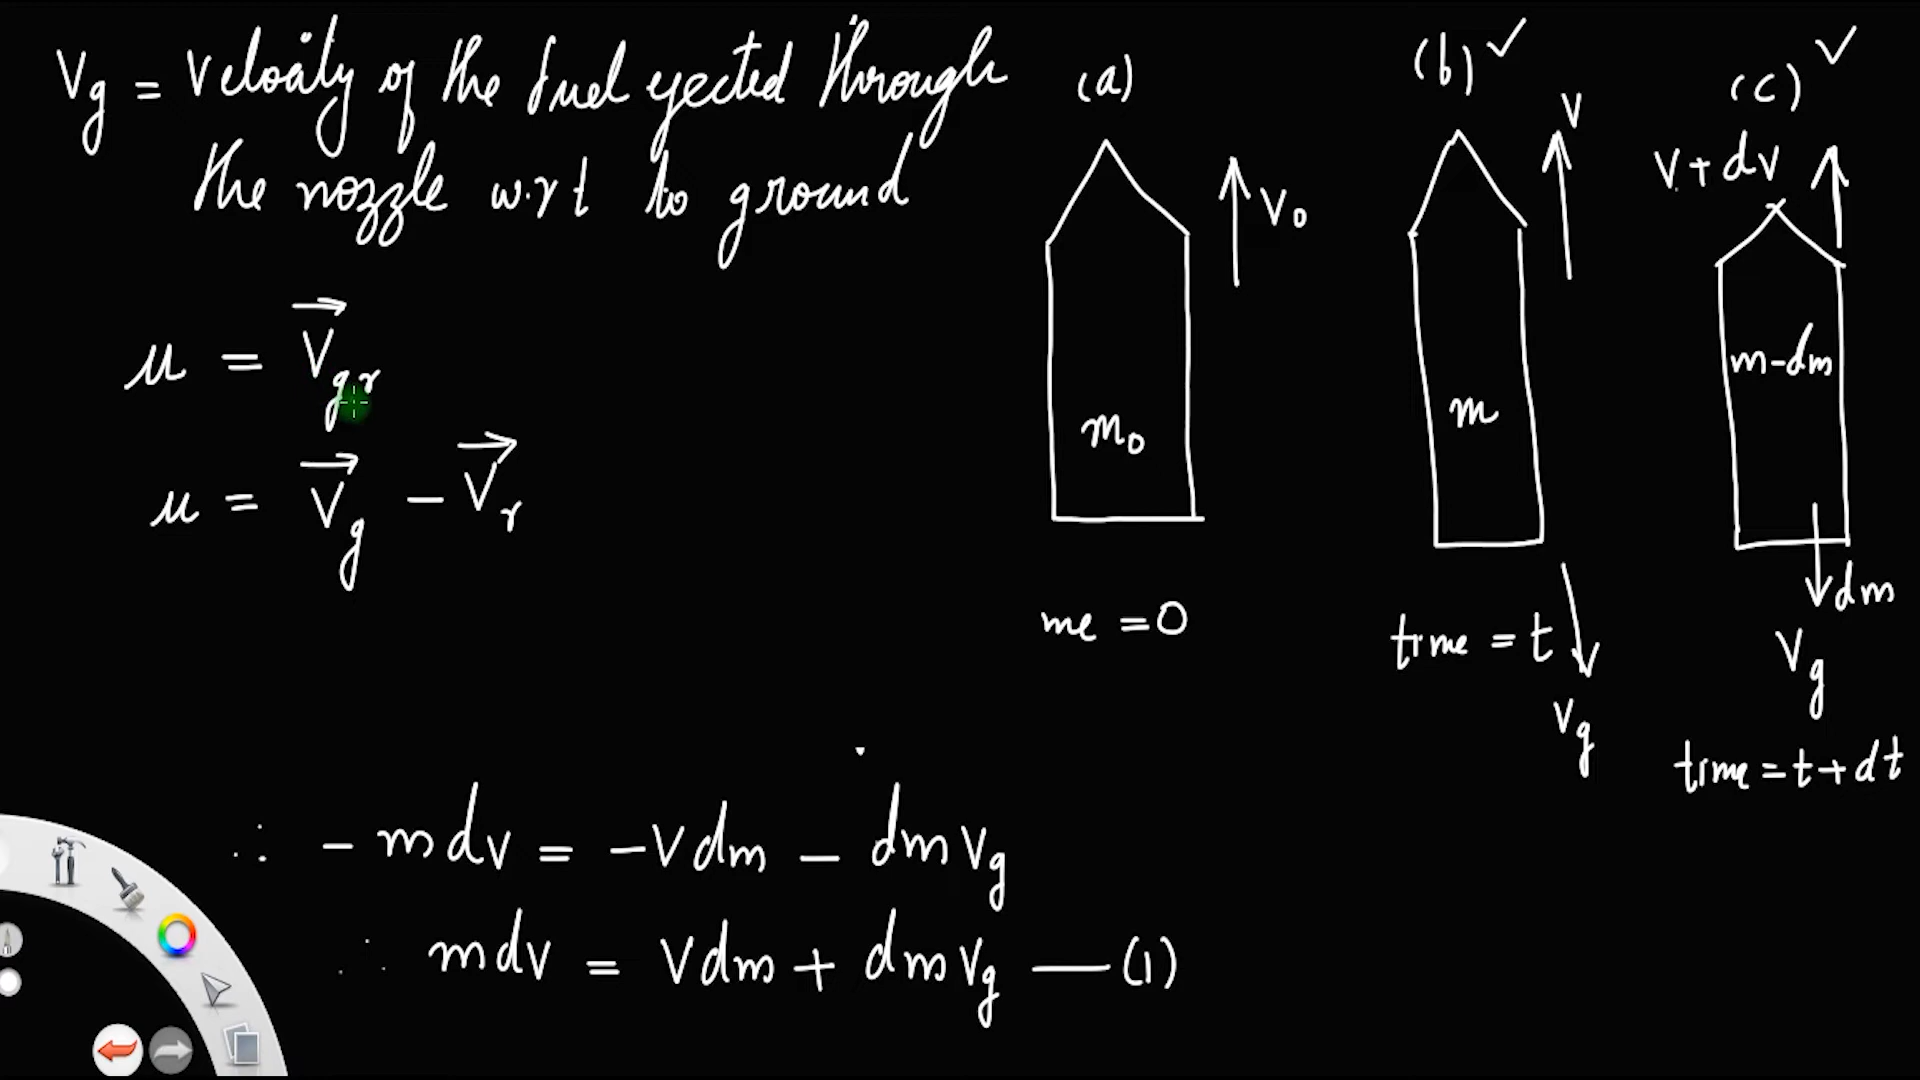 Vg = Velocity of the fuel ejected through
the nozzle w.r t to ground
u = V⃗gr
u = V⃗g − V⃗r
∴ − mdv = −Vdm − dmVg
∴ mdv = Vdm + dmVg — (1)
(a)
V₀
m₀
me = 0
(b) ✓
V
m
time = t
Vg
(c) ✓
V + dV
m-dm
dm
Vg
time = t + dt